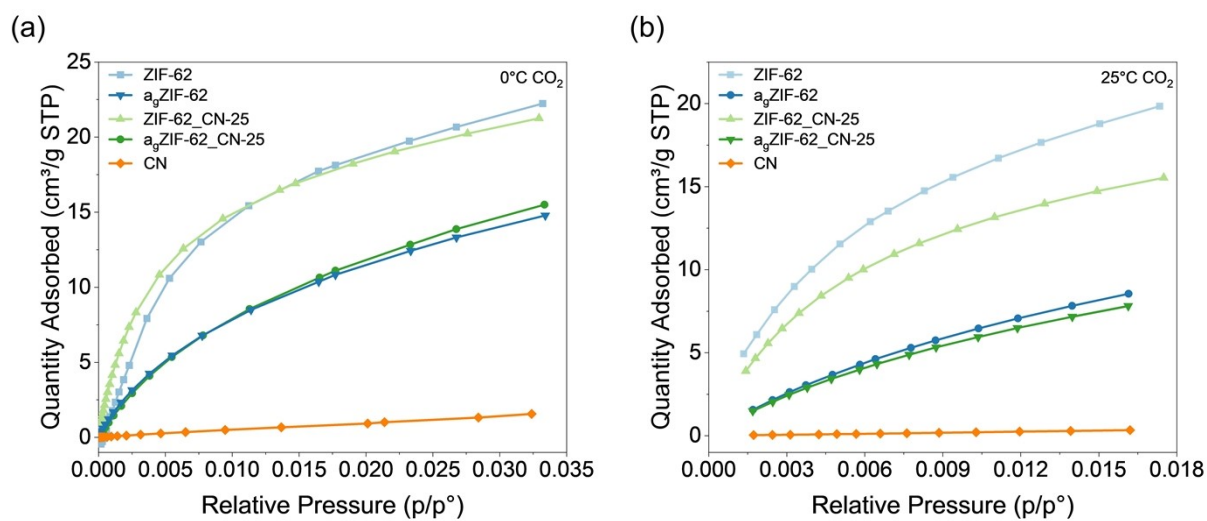 (a)
25
20
15
10
5
0
Quantity Adsorbed (cm³/g STP)
ZIF-62
agZIF-62
ZIF-62_CN-25
agZIF-62_CN-25
CN
0°C CO₂
0.000 0.005 0.010 0.015 0.020 0.025 0.030 0.035
Relative Pressure (p/p°)
(b)
20
15
10
5
0
Quantity Adsorbed (cm³/g STP)
ZIF-62
agZIF-62
ZIF-62_CN-25
agZIF-62_CN-25
CN
25°C CO₂
0.000 0.003 0.006 0.009 0.012 0.015 0.018
Relative Pressure (p/p°)